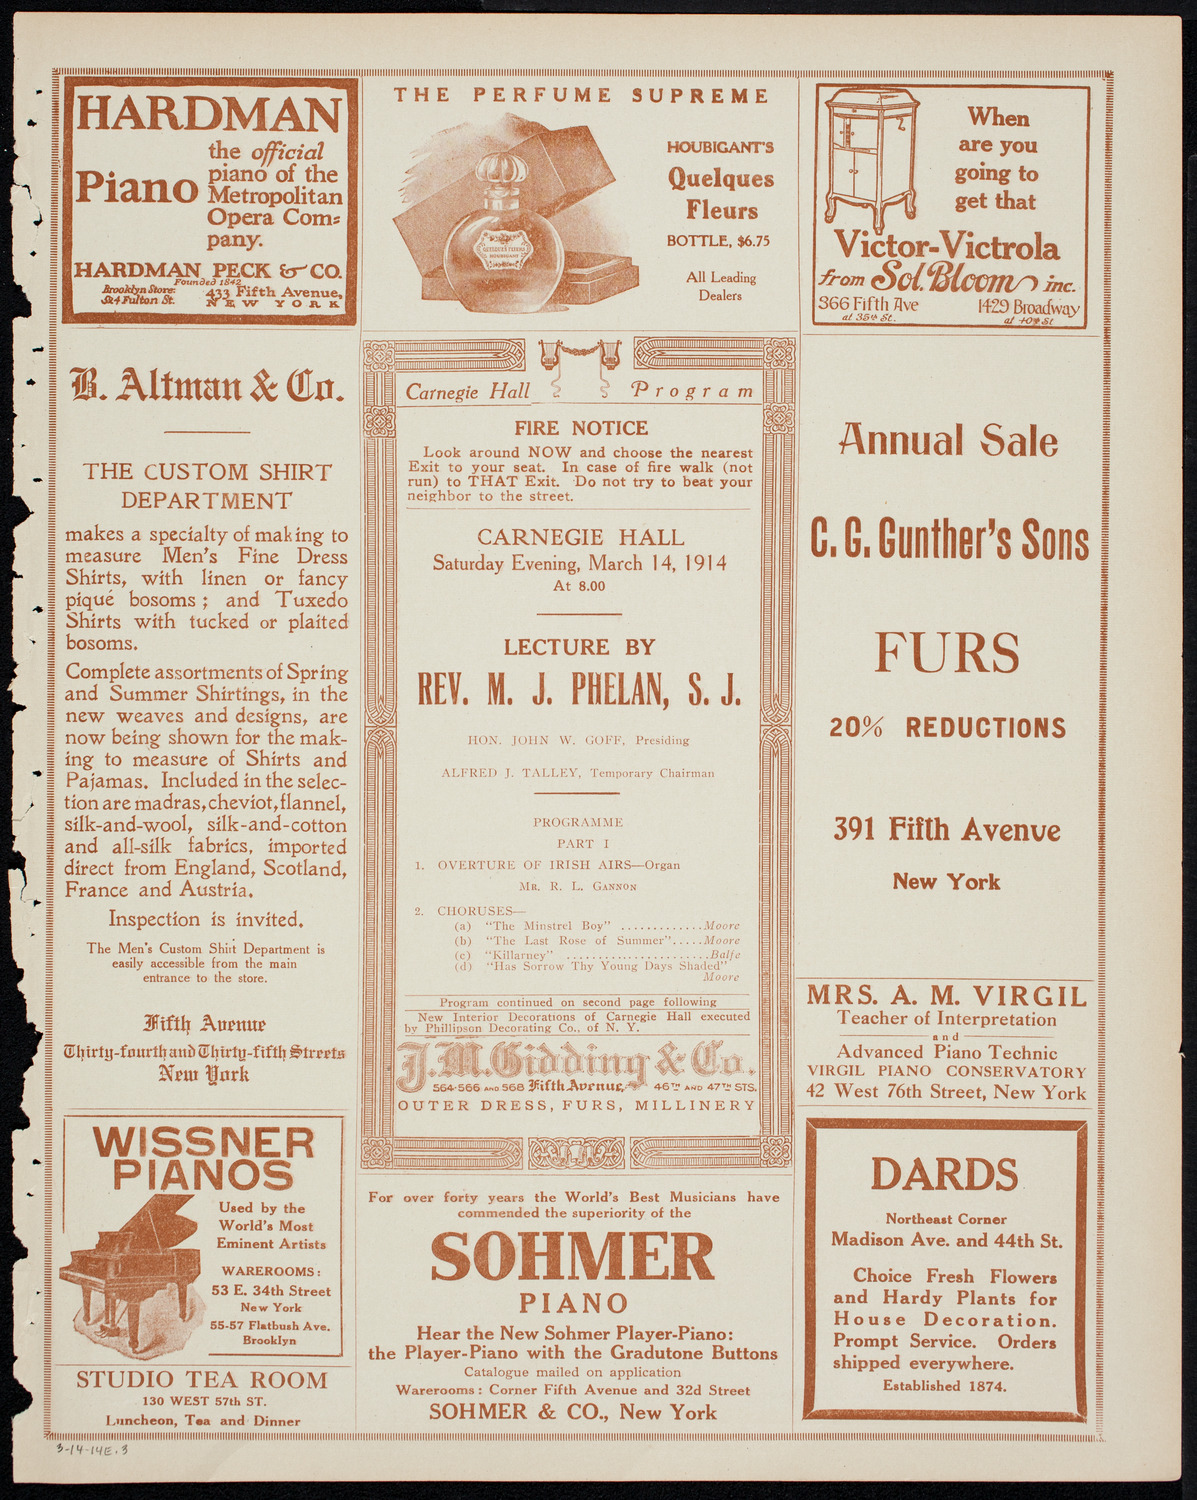 HARDMAN
Piano
the official
piano of the
Metropolitan
Opera Com=
pany.
HARDMAN, PECK & CO.
Founded 1842
Brooklyn Store:
524 Fulton St.
433 Fifth Avenue,
NEW YORK
THE PERFUME SUPREME
HOUBIGANT'S
Quelques
Fleurs
BOTTLE, $6.75
All Leading
Dealers
When
are you
going to
get that
Victor-Victrola
from Sol. Bloom inc.
366 Fifth Ave
at 35th St.
1429 Broadway
at 40th St
B. Altman & Co.
THE CUSTOM SHIRT
DEPARTMENT
makes a specialty of making to
measure Men's Fine Dress
Shirts, with linen or fancy
piqué bosoms; and Tuxedo
Shirts with tucked or plaited
bosoms.
Complete assortments of Spring
and Summer Shirtings, in the
new weaves and designs, are
now being shown for the mak-
ing to measure of Shirts and
Pajamas. Included in the selec-
tion are madras, cheviot, flannel,
silk-and-wool, silk-and-cotton
and all-silk fabrics, imported
direct from England, Scotland,
France and Austria.
Inspection is invited.
The Men's Custom Shirt Department is
easily accessible from the main
entrance to the store.
Fifth Avenue
Thirty-fourth and Thirty-fifth Streets
New York
WISSNER
PIANOS
Used by the
World's Most
Eminent Artists
WAREROOMS:
53 E. 34th Street
New York
55-57 Flatbush Ave.
Brooklyn
STUDIO TEA ROOM
130 WEST 57th ST.
Luncheon, Tea and Dinner
3-14-14E.3
Carnegie Hall Program
FIRE NOTICE
Look around NOW and choose the nearest
Exit to your seat. In case of fire walk (not
run) to THAT Exit. Do not try to beat your
neighbor to the street.
CARNEGIE HALL
Saturday Evening, March 14, 1914
At 8.00
LECTURE BY
REV. M. J. PHELAN, S. J.
HON. JOHN W. GOFF, Presiding
ALFRED J. TALLEY, Temporary Chairman
PROGRAMME
PART I
1. OVERTURE OF IRISH AIRS—Organ
MR. R. L. GANNON
2. CHORUSES—
(a) "The Minstrel Boy" .............Moore
(b) "The Last Rose of Summer".....Moore
(c) "Killarney" ......................Balfe
(d) "Has Sorrow Thy Young Days Shaded"
Moore
Program continued on second page following
New Interior Decorations of Carnegie Hall executed
by Phillipson Decorating Co., of N. Y.
J.M.Gidding & Co.
564-566 AND 568 Fifth Avenue, 46TH AND 47TH STS.
OUTER DRESS, FURS, MILLINERY
For over forty years the World's Best Musicians have
commended the superiority of the
SOHMER
PIANO
Hear the New Sohmer Player-Piano:
the Player-Piano with the Gradutone Buttons
Catalogue mailed on application
Warerooms: Corner Fifth Avenue and 32d Street
SOHMER & CO., New York
Annual Sale
C. G. Gunther's Sons
FURS
20% REDUCTIONS
391 Fifth Avenue
New York
MRS. A. M. VIRGIL
Teacher of Interpretation
and
Advanced Piano Technic
VIRGIL PIANO CONSERVATORY
42 West 76th Street, New York
DARDS
Northeast Corner
Madison Ave. and 44th St.
Choice Fresh Flowers
and Hardy Plants for
House Decoration.
Prompt Service. Orders
shipped everywhere.
Established 1874.